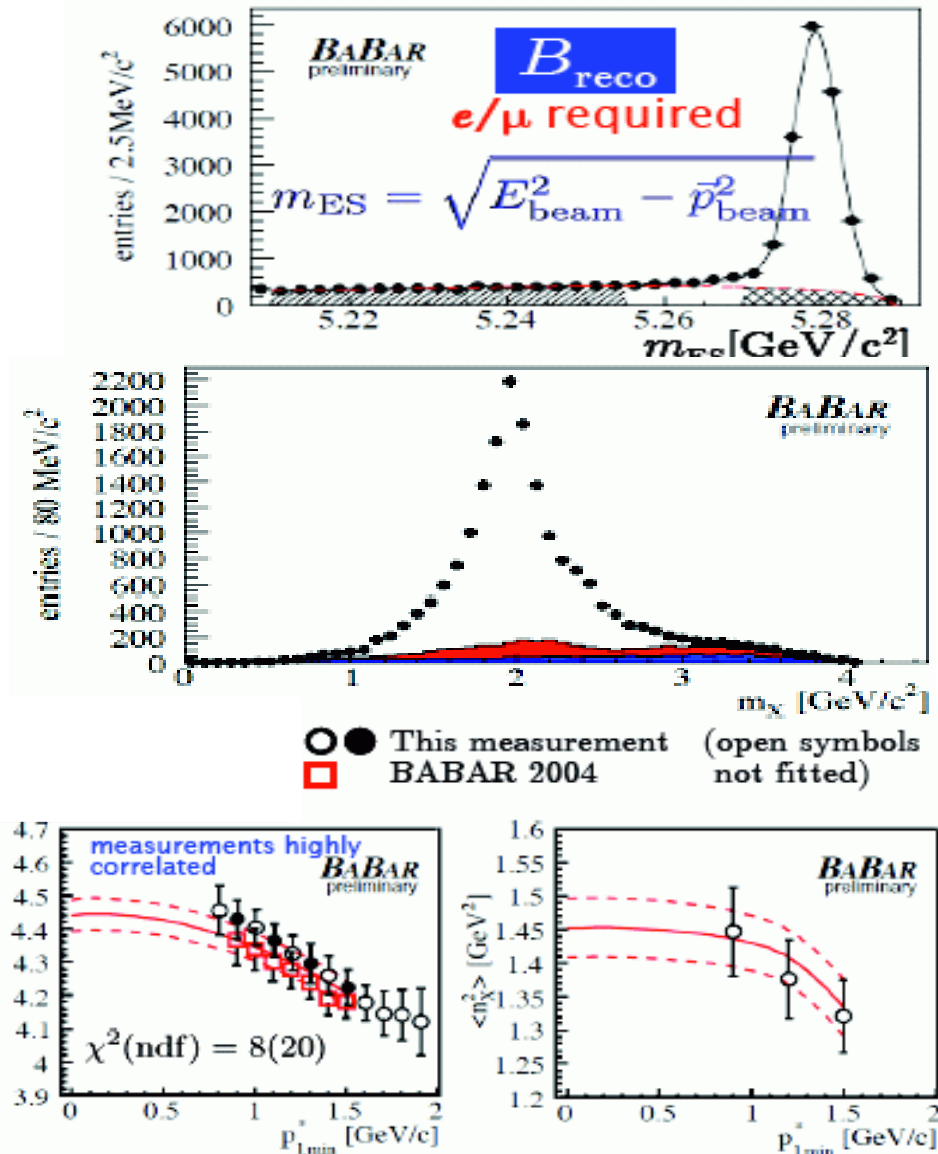 6000
5000
4000
3000
2000
1000
0
entries / 2.5MeV/c²
BABAR
preliminary
B reco
e/μ required
m_ES = √(E²_beam − p⃗²_beam)
5.22 5.24 5.26 5.28
m_ES[GeV/c²]
2200
2000
1800
1600
1400
1200
1000
800
600
400
200
0
entries / 80 MeV/c²
BABAR
preliminary
0 1 2 3 4
m_X [GeV/c²]
This measurement (open symbols
BABAR 2004 not fitted)
4.7
4.6
4.5
4.4
4.3
4.2
4.1
4
3.9
measurements highly
correlated
BABAR
preliminary
χ²(ndf) = 8(20)
0 0.5 1 1.5 2
p*_lmin [GeV/c]
1.6
1.55
1.5
1.45
1.4
1.35
1.3
1.25
1.2
<n²_X> [GeV²]
BABAR
preliminary
0 0.5 1 1.5 2
p*_lmin [GeV/c]